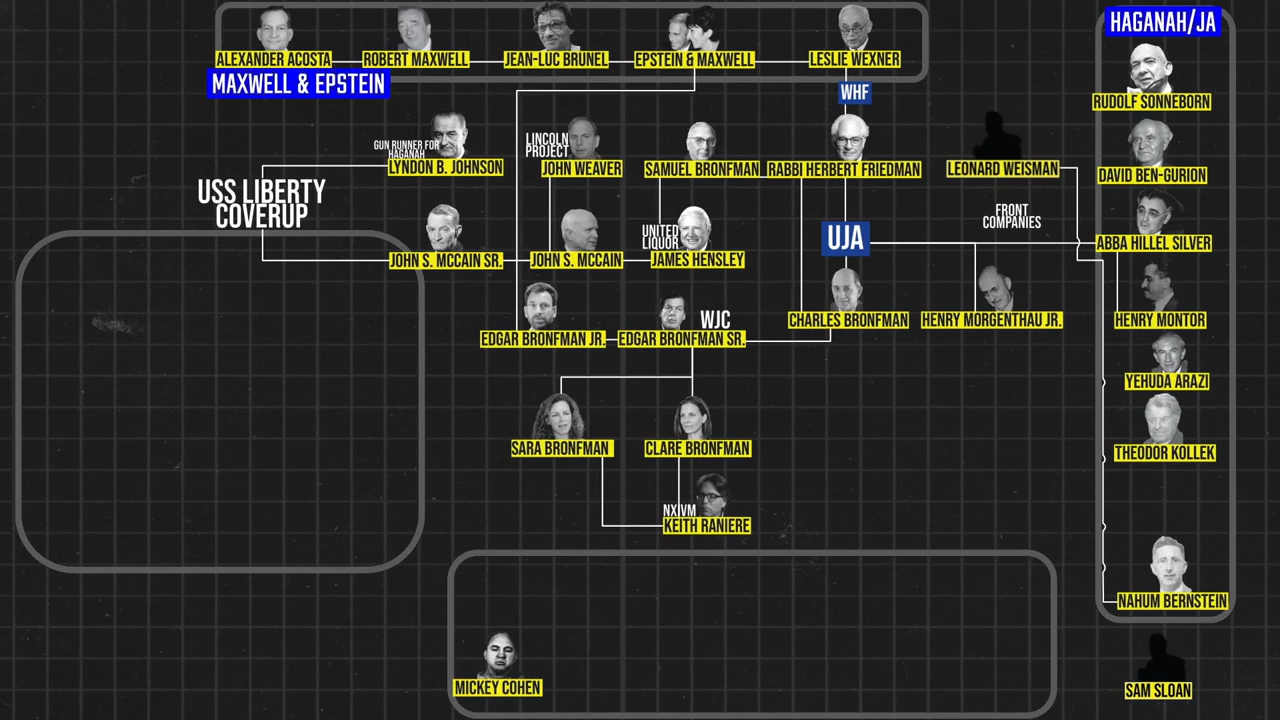 HAGANAH/JA
ALEXANDER ACOSTA
ROBERT MAXWELL
JEAN-LUC BRUNEL
EPSTEIN & MAXWELL
LESLIE WEXNER
MAXWELL & EPSTEIN
WHF
RUDOLF SONNEBORN
GUN RUNNER FOR
HAGANAH
LYNDON B. JOHNSON
LINCOLN
PROJECT
JOHN WEAVER
SAMUEL BRONFMAN
RABBI HERBERT FRIEDMAN
LEONARD WEISMAN
DAVID BEN-GURION
USS LIBERTY
COVERUP
FRONT
COMPANIES
UNITED
LIQUOR
UJA
ABBA HILLEL SILVER
JOHN S. MCCAIN SR.
JOHN S. MCCAIN
JAMES HENSLEY
CHARLES BRONFMAN
HENRY MORGENTHAU JR.
HENRY MONTOR
EDGAR BRONFMAN JR.
EDGAR BRONFMAN SR.
WJC
YEHUDA ARAZI
SARA BRONFMAN
CLARE BRONFMAN
THEODOR KOLLEK
NXIVM
KEITH RANIERE
NAHUM BERNSTEIN
MICKEY COHEN
SAM SLOAN